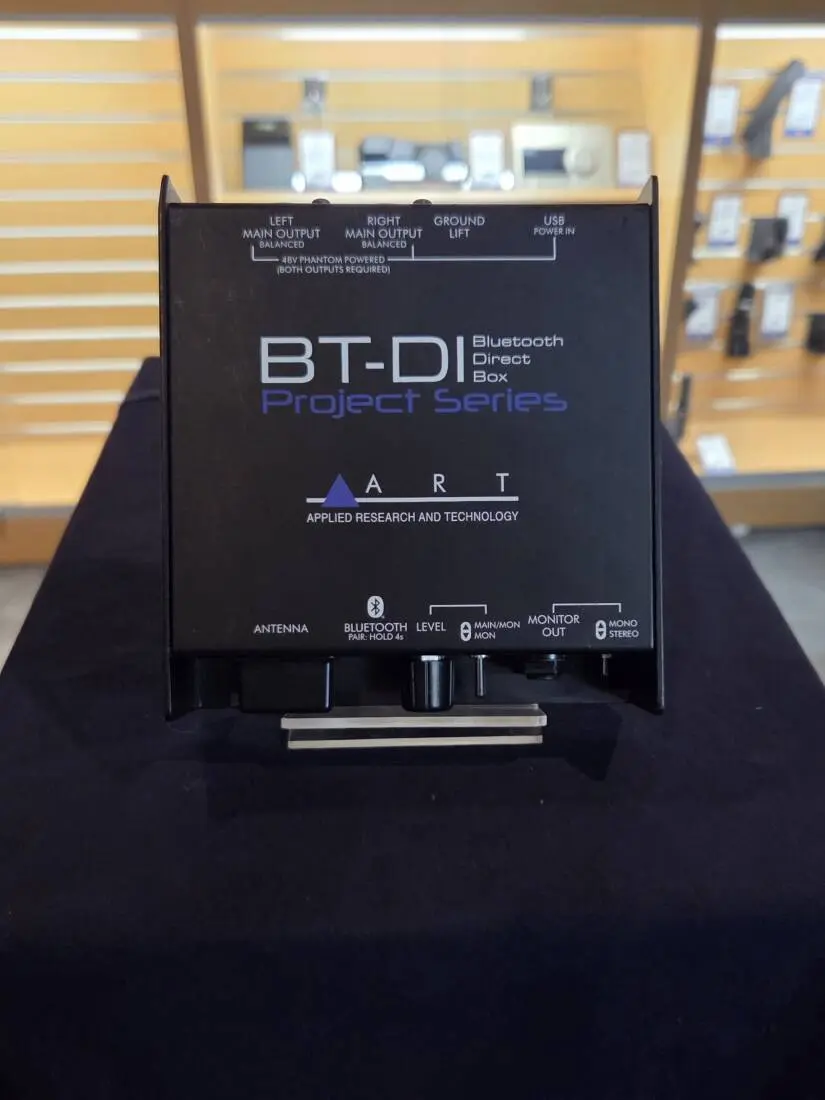 LEFT
MAIN OUTPUT
BALANCED
RIGHT
MAIN OUTPUT
BALANCED
GROUND
LIFT
USB
POWER IN
48V PHANTOM POWERED
(BOTH OUTPUTS REQUIRED)
BT-DI
Bluetooth
Direct
Box
Project Series
A R T
APPLIED RESEARCH AND TECHNOLOGY
ANTENNA
BLUETOOTH
PAIR: HOLD 4s
LEVEL
MAIN/MON
MON
MONITOR
OUT
MONO
STEREO